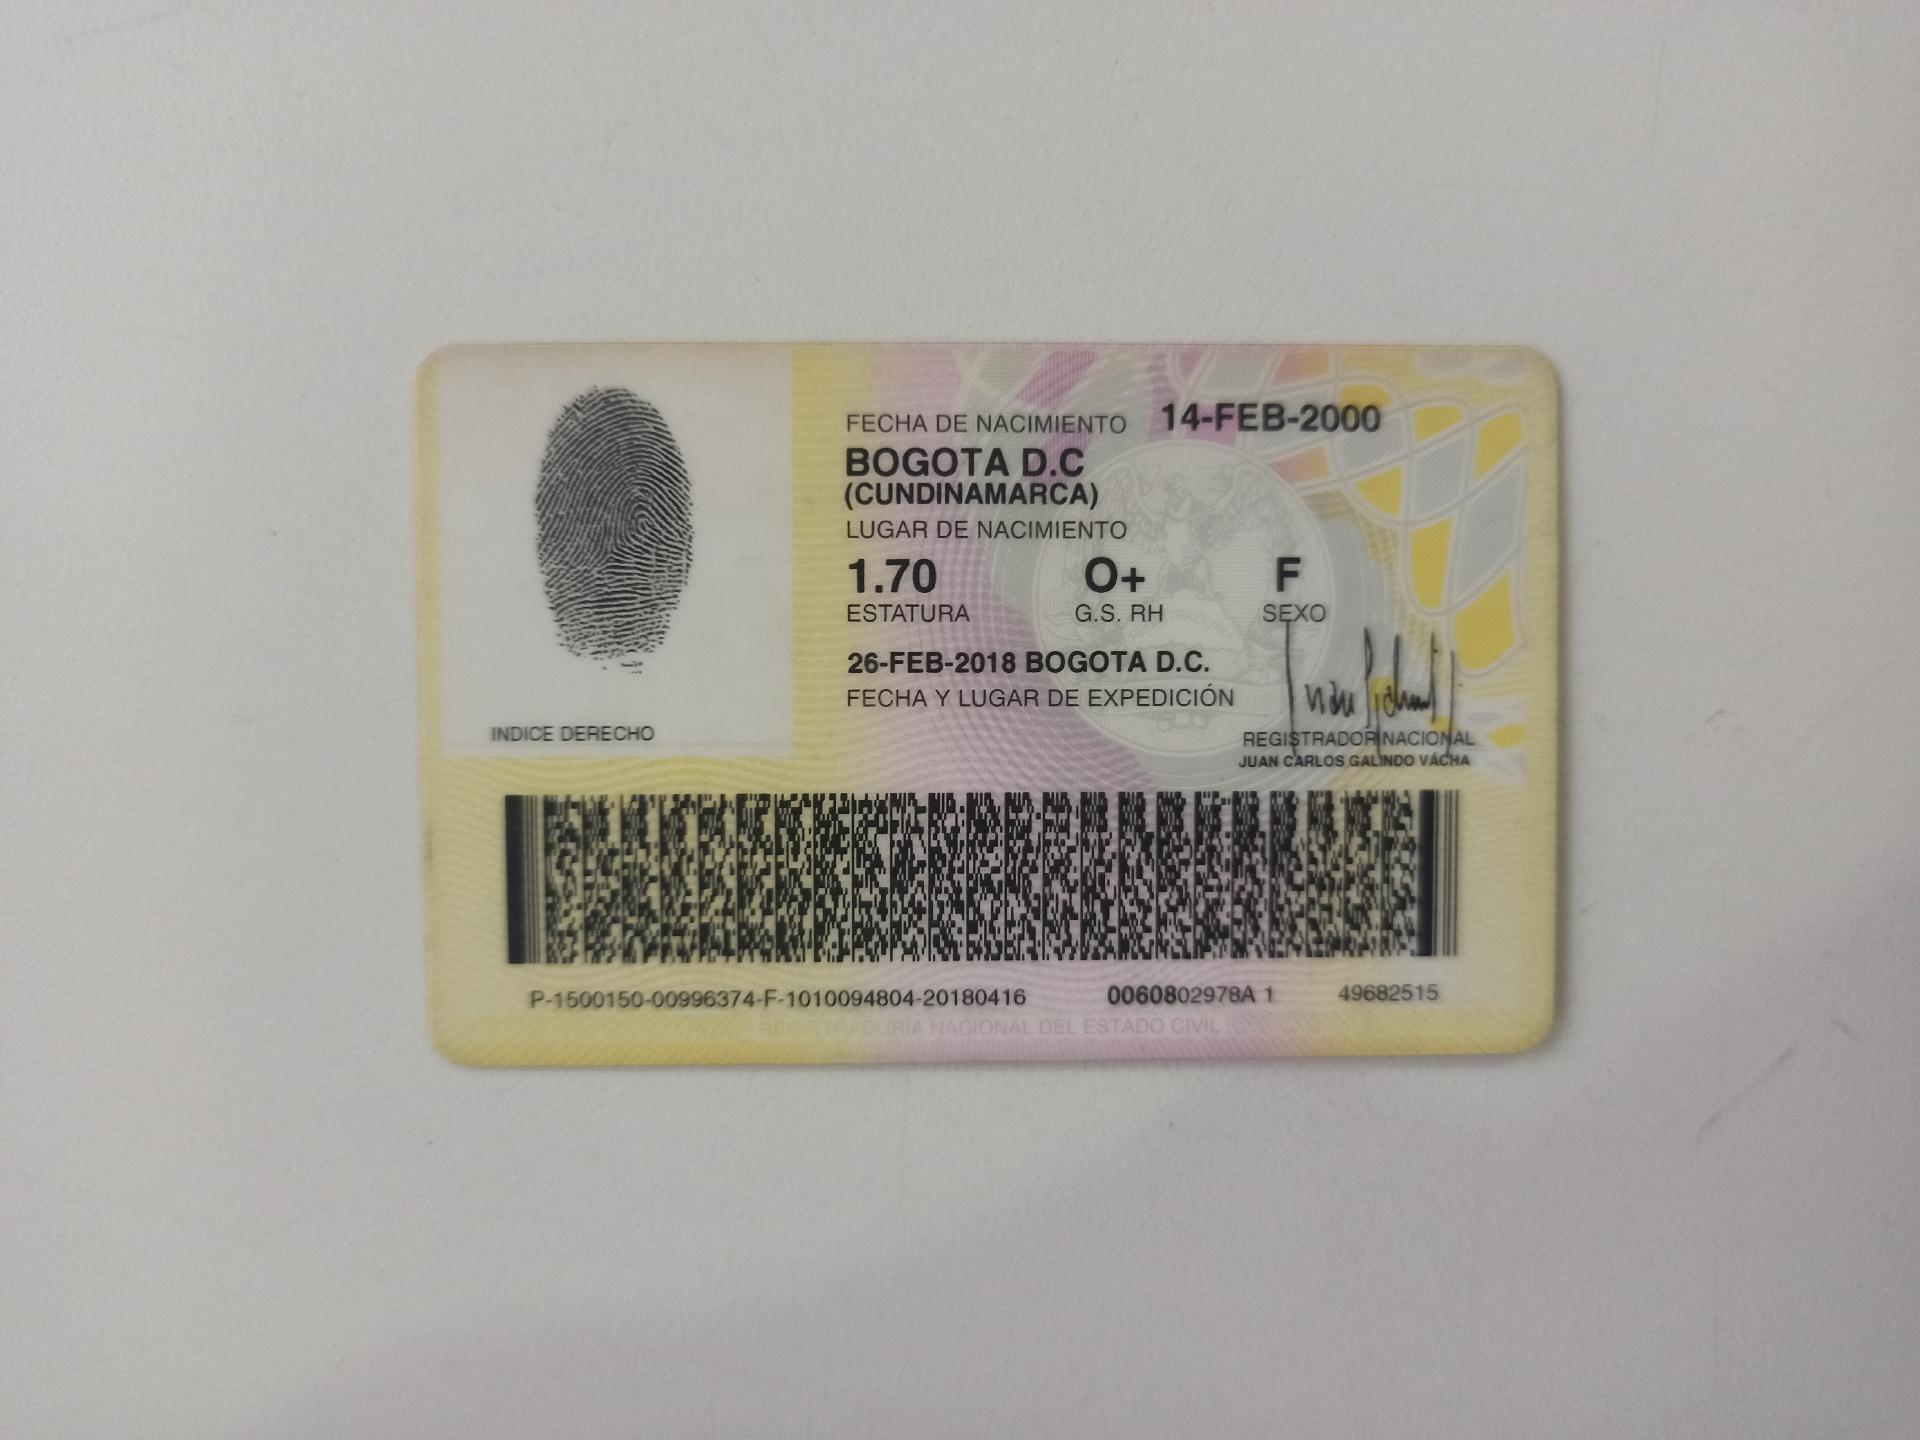 FECHA DE NACIMIENTO 14-FEB-2000
BOGOTA D.C
(CUNDINAMARCA)
LUGAR DE NACIMIENTO
1.70 O+ F
ESTATURA G.S. RH SEXO
26-FEB-2018 BOGOTA D.C.
FECHA Y LUGAR DE EXPEDICIÓN
INDICE DERECHO
REGISTRADOR NACIONAL
JUAN CARLOS GALINDO VÁCHA
P-1500150-00996374-F-1010094804-20180416 0060802978A 1 49682515
REGISTRADURIA NACIONAL DEL ESTADO CIVIL